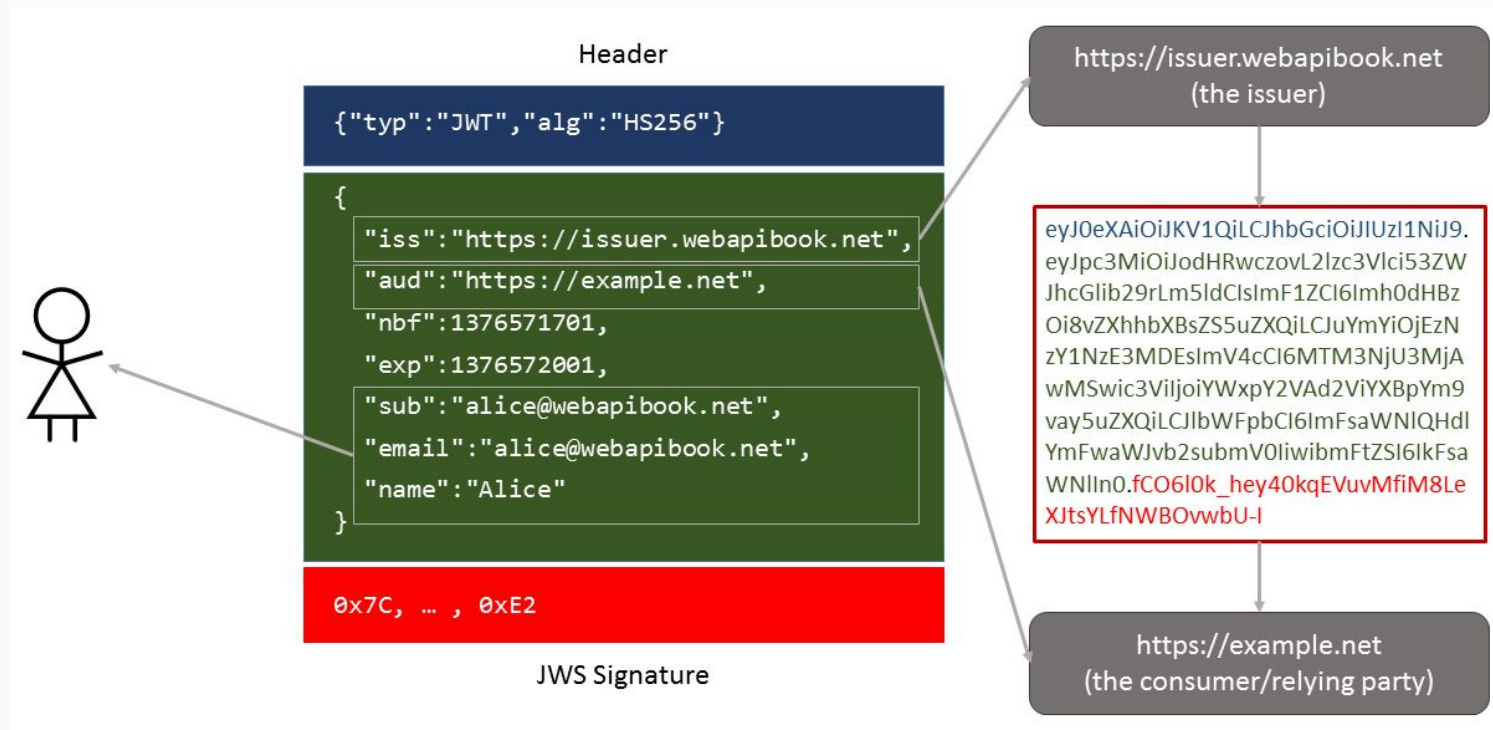 Header
{"typ":"JWT","alg":"HS256"}
{
"iss":"https://issuer.webapibook.net",
"aud":"https://example.net",
"nbf":1376571701,
"exp":1376572001,
"sub":"alice@webapibook.net",
"email":"alice@webapibook.net",
"name":"Alice"
}
0x7C, … , 0xE2
JWS Signature
https://issuer.webapibook.net
(the issuer)
eyJ0eXAiOiJKV1QiLCJhbGciOiJIUzI1NiJ9.
eyJpc3MiOiJodHRwczovL2lzc3Vlci53ZW
JhcGlib29rLm5ldCIsImF1ZCI6Imh0dHBz
Oi8vZXhhbXBsZS5uZXQiLCJuYmYiOjEzN
zY1NzE3MDEsImV4cCI6MTM3NjU3MjA
wMSwic3ViIjoiYWxpY2VAd2ViYXBpYm9
vay5uZXQiLCJlbWFpbCI6ImFsaWNlQHdl
YmFwaWJvb2submV0IiwibmFtZSI6IkFsa
WNlIn0.fCO6l0k_hey40kqEVuvMfiM8Le
XJtsYLfNWBOvwbU-I
https://example.net
(the consumer/relying party)